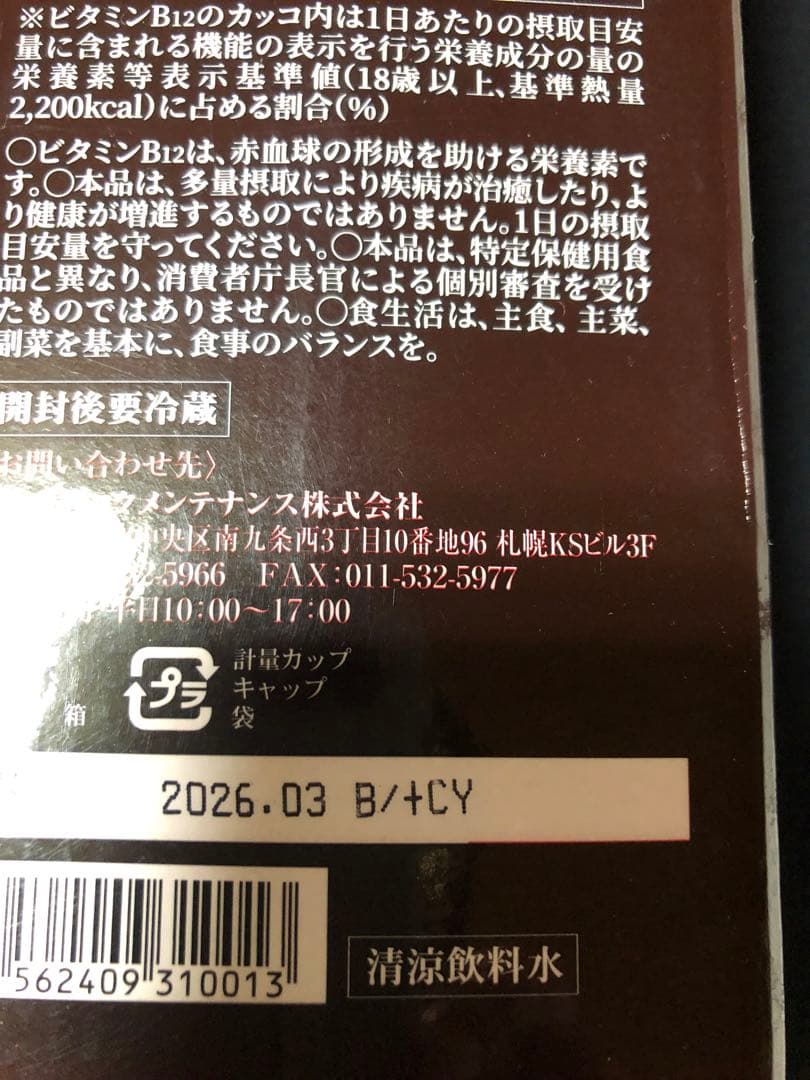 ※ビタミンB12のカッコ内は1日あたりの摂取目安
量に含まれる機能の表示を行う栄養成分の量の
栄養素等表示基準値(18歳以上、基準熱量
2,200kcal)に占める割合(%)
〇ビタミンB12は、赤血球の形成を助ける栄養素で
す。〇本品は、多量摂取により疾病が治癒したり、よ
り健康が増進するものではありません。1日の摂取
目安量を守ってください。〇本品は、特定保健用食
品と異なり、消費者庁長官による個別審査を受け
たものではありません。〇食生活は、主食、主菜、
副菜を基本に、食事のバランスを。
開封後要冷蔵
お問い合わせ先〉
メンテナンス株式会社
中央区南九条西3丁目10番地96 札幌KSビル3F
-5966 FAX:011-532-5977
平日10:00〜17:00
計量カップ
プラ キャップ
箱 袋
2026.03 B/+CY
562409 310013
清涼飲料水